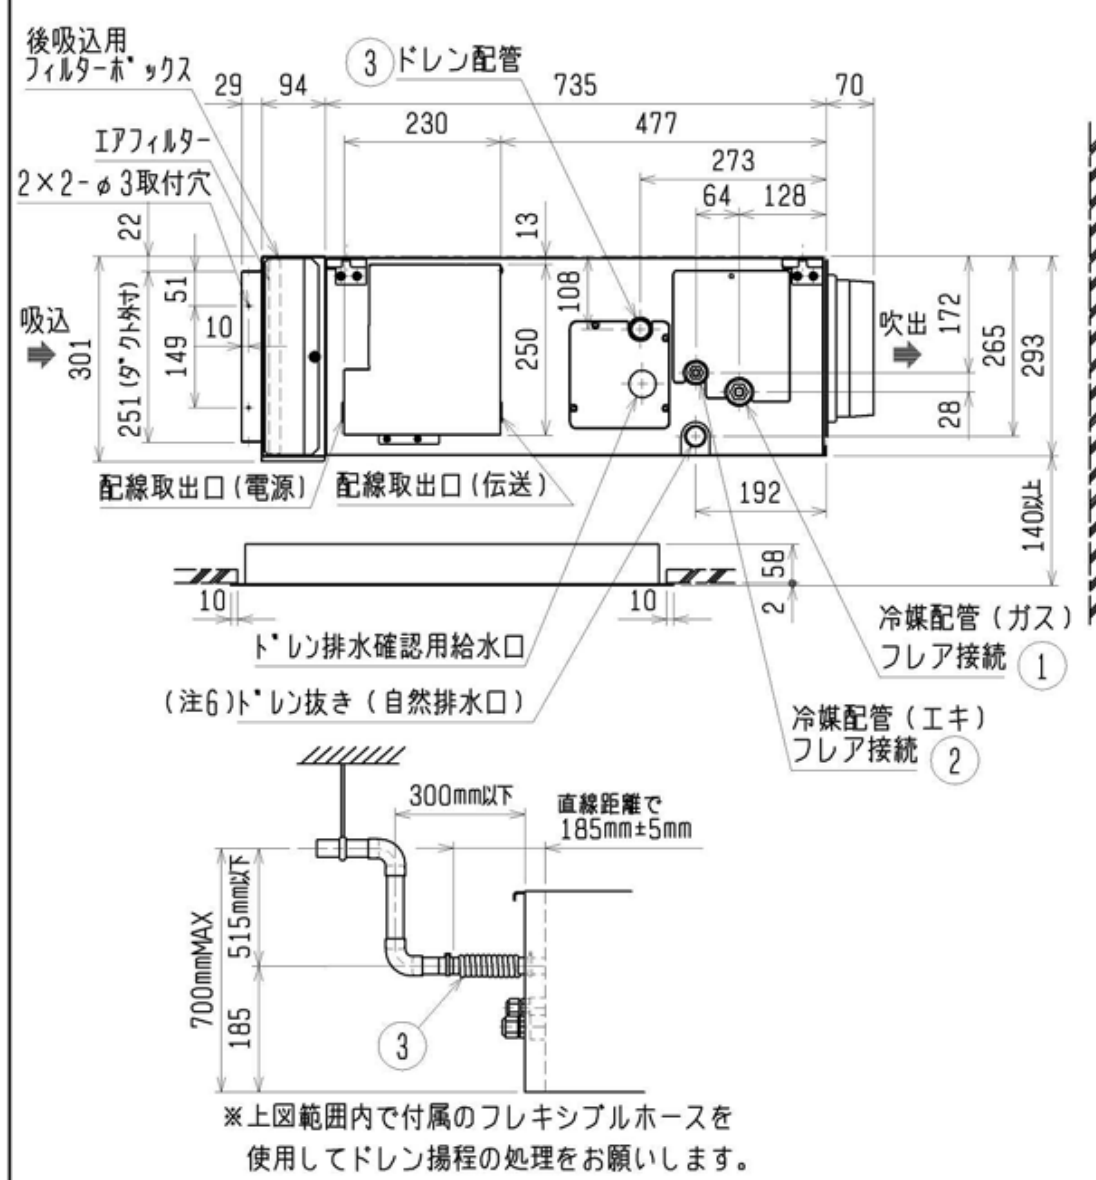 後吸込用
フィルターボックス
③ドレン配管
29 94 735 70
エアフィルター
230 477
2×2-φ3取付穴
273
64 128
22
13
吸込
301
251(ダクト外寸)
51
10
149
250
108
吹出
172
265
293
28
配線取出口(電源)
配線取出口(伝送)
192
140以上
58
2
10
10
ドレン排水確認用給水口
冷媒配管(ガス)
フレア接続 ①
(注6)ドレン抜き(自然排水口)
冷媒配管(エキ)
フレア接続 ②
300mm以下
直線距離で
185mm±5mm
700mmMAX
515mm以下
185
③
※上図範囲内で付属のフレキシブルホースを
使用してドレン揚程の処理をお願いします。